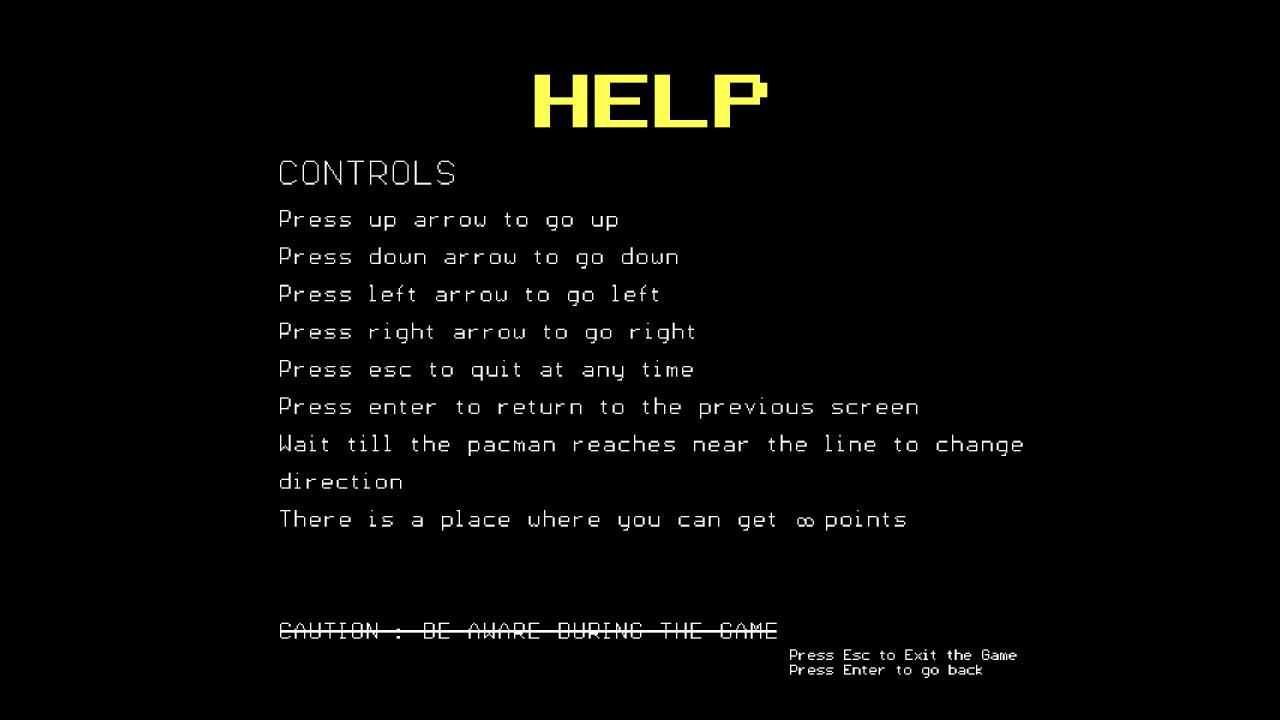 HELP
CONTROLS
Press up arrow to go up
Press down arrow to go down
Press left arrow to go left
Press right arrow to go right
Press esc to quit at any time
Press enter to return to the previous screen
Wait till the pacman reaches near the line to change
direction
There is a place where you can get ∞ points
CAUTION : BE AWARE DURING THE GAME
Press Esc to Exit the Game
Press Enter to go back